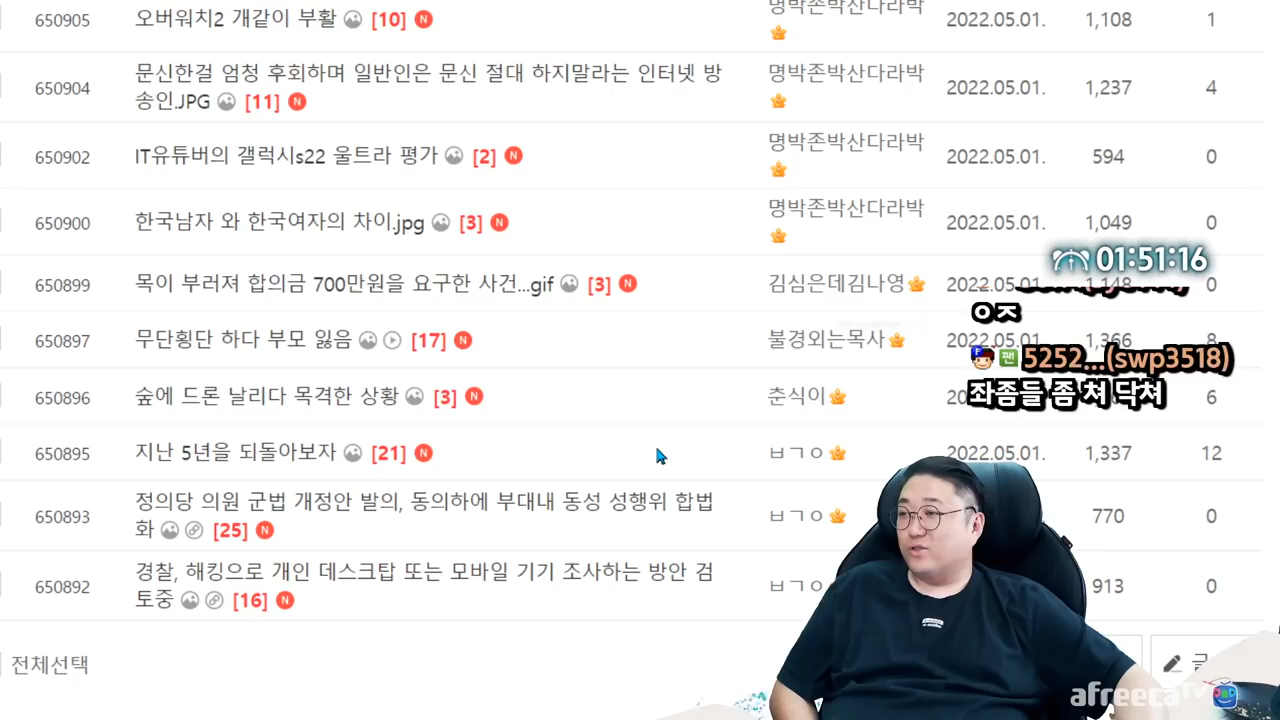 650905 오버워치2 개같이 부활 [10] N 명박존박산다라박 2022.05.01. 1,108 1
650904 문신한걸 엄청 후회하며 일반인은 문신 절대 하지말라는 인터넷 방 명박존박산다라박 2022.05.01. 1,237 4
송인.JPG [11] N
650902 IT유튜버의 갤럭시s22 울트라 평가 [2] N 명박존박산다라박 2022.05.01. 594 0
650900 한국남자 와 한국여자의 차이.jpg [3] N 명박존박산다라박 2022.05.01. 1,049 0
01:51:16
650899 목이 부러져 합의금 700만원을 요구한 사건...gif [3] N 김심은데김나영 2022.05.01. 1,148 0
ㅇㅈ
650897 무단횡단 하다 부모 잃음 [17] N 불경외는목사 2022.05.01. 1,366 8
팬 5252...(swp3518)
650896 숲에 드론 날리다 목격한 상황 [3] N 춘식이 6
좌좀들 좀 쳐 닥쳐
650895 지난 5년을 되돌아보자 [21] N ㅂㄱㅇ 2022.05.01. 1,337 12
650893 정의당 의원 군법 개정안 발의, 동의하에 부대내 동성 성행위 합법 ㅂㄱㅇ 770 0
화 [25] N
650892 경찰, 해킹으로 개인 데스크탑 또는 모바일 기기 조사하는 방안 검 ㅂㄱㅇ 913 0
토중 [16] N
전체선택
afreecaTV